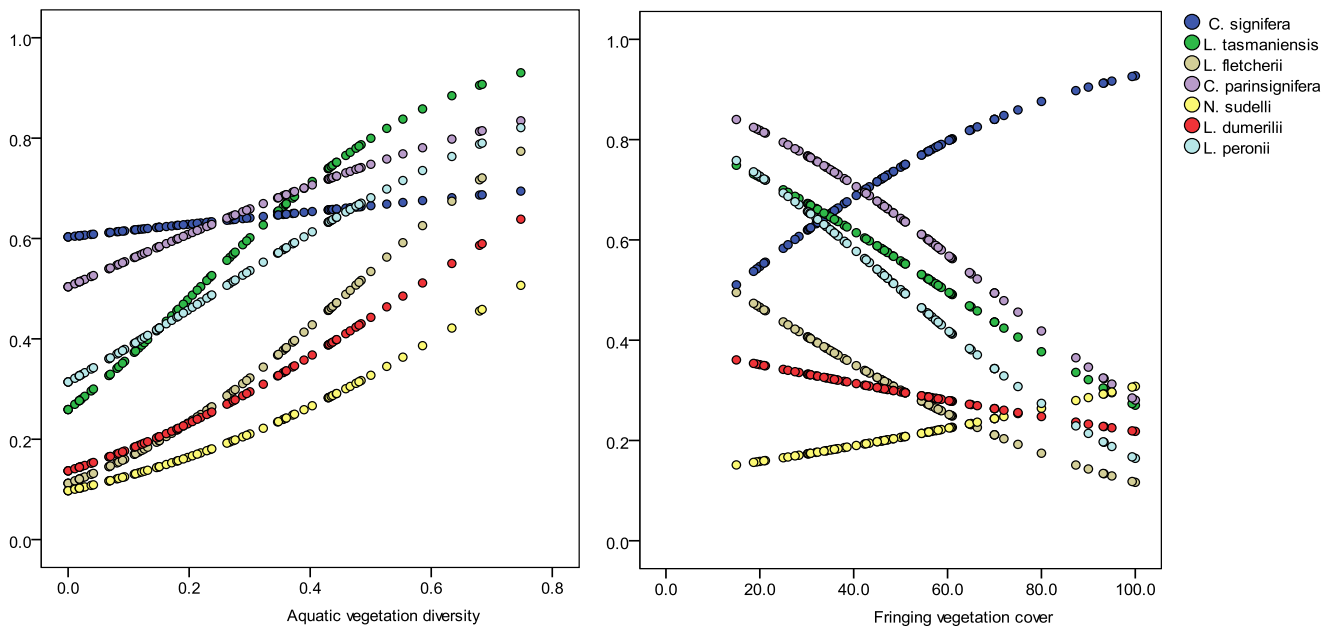 1.0
0.8
0.6
0.4
0.2
0.0
0.0 0.2 0.4 0.6 0.8
Aquatic vegetation diversity
1.0
0.8
0.6
0.4
0.2
0.0
0.0 20.0 40.0 60.0 80.0 100.0
Fringing vegetation cover
C. signifera
L. tasmaniensis
L. fletcherii
C. parinsignifera
N. sudelli
L. dumerilii
L. peronii